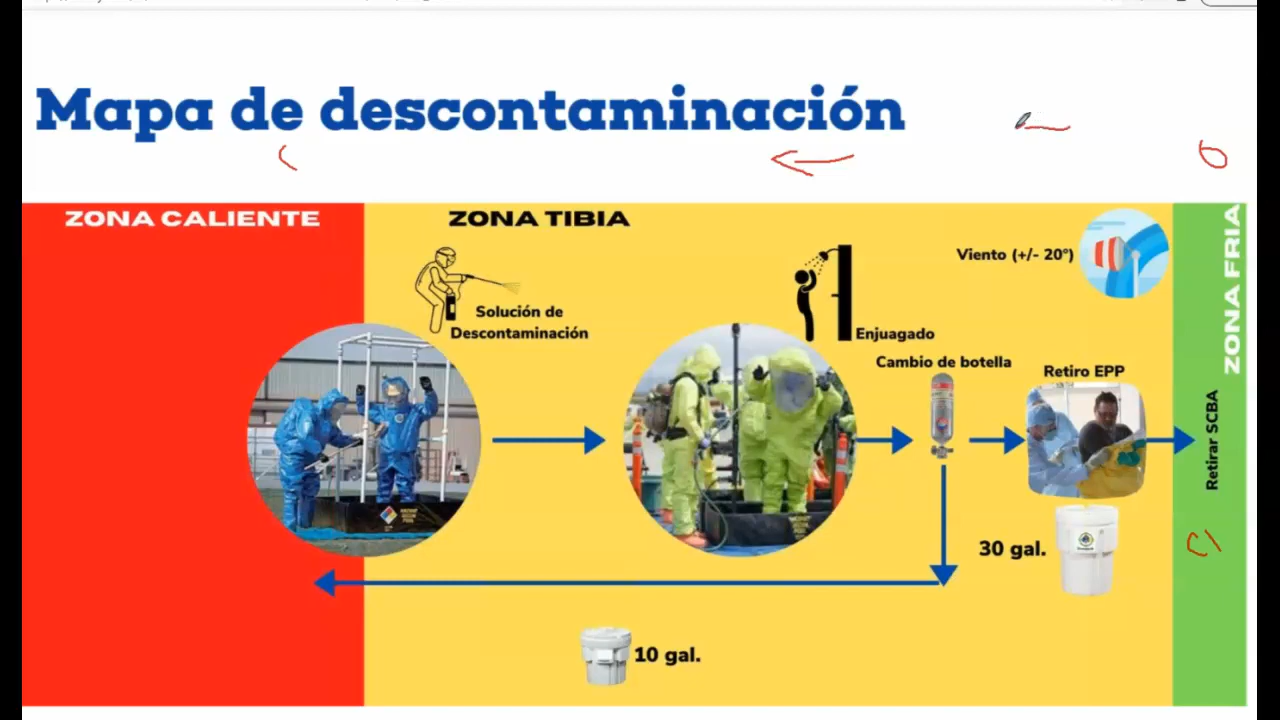 Mapa de descontaminación
ZONA CALIENTE
ZONA TIBIA
ZONA FRIA
Viento (+/- 20°)
Solución de
Descontaminación
Enjuagado
Cambio de botella
Retiro EPP
Retirar SCBA
30 gal.
10 gal.